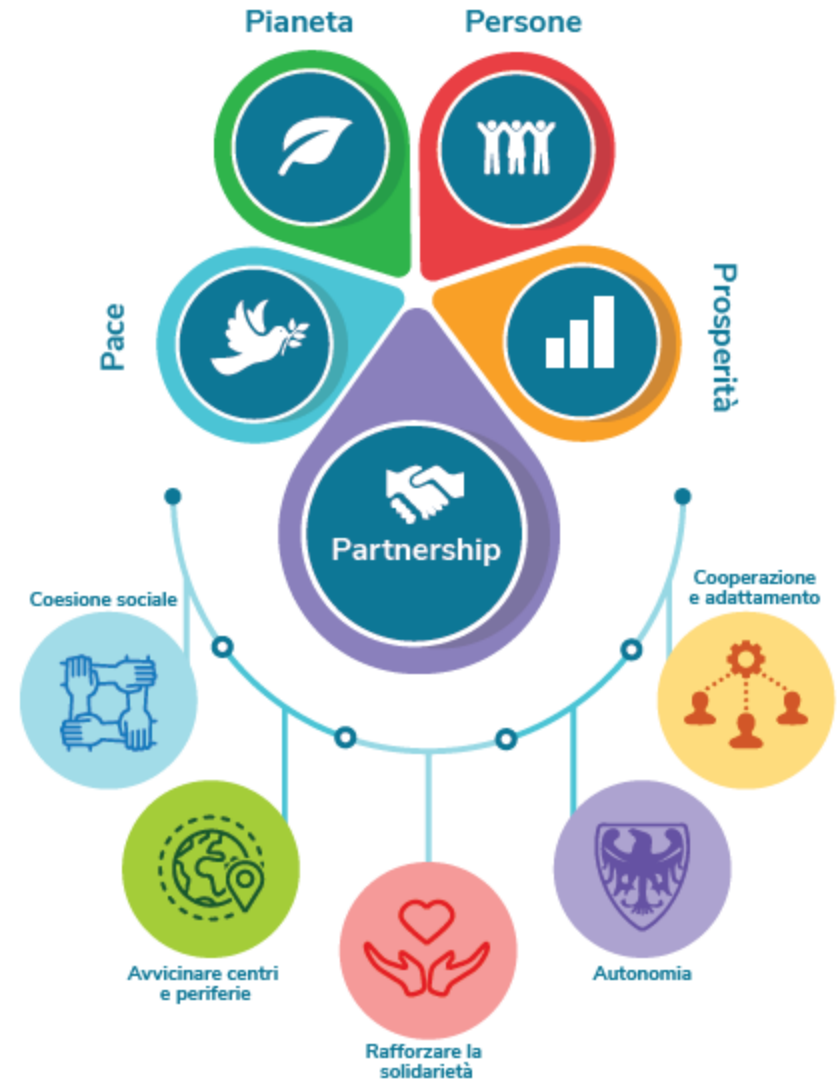 Pianeta
Persone
Pace
Prosperità
Partnership
Coesione sociale
Cooperazione
e adattamento
Avvicinare centri
e periferie
Autonomia
Rafforzare la
solidarietà